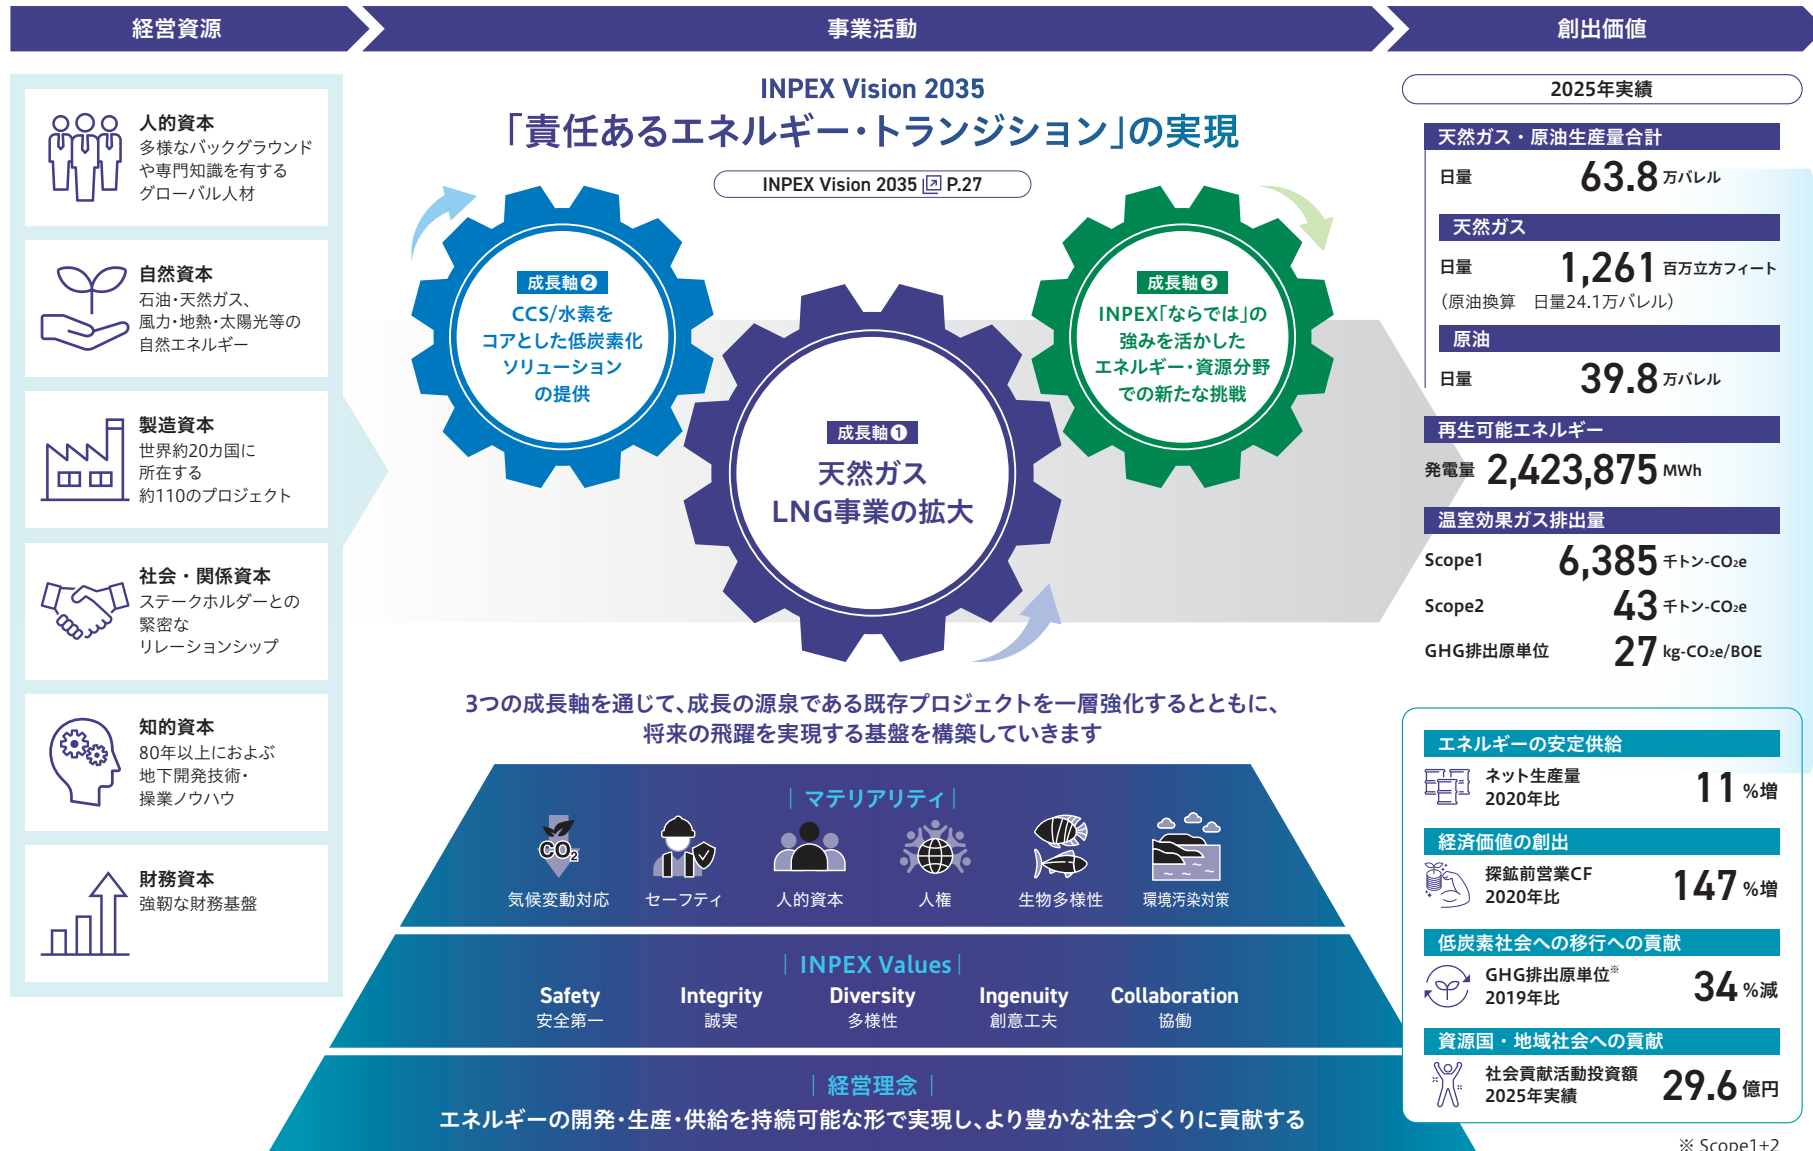 経営資源
事業活動
創出価値
人的資本
多様なバックグラウンド
や専門知識を有する
グローバル人材
自然資本
石油・天然ガス、
風力・地熱・太陽光等の
自然エネルギー
製造資本
世界約20カ国に
所在する
約110のプロジェクト
社会・関係資本
ステークホルダーとの
緊密な
リレーションシップ
知的資本
80年以上におよぶ
地下開発技術・
操業ノウハウ
財務資本
強靭な財務基盤
INPEX Vision 2035
「責任あるエネルギー・トランジション」の実現
INPEX Vision 2035 P.27
成長軸❷
CCS/水素を
コアとした低炭素化
ソリューション
の提供
成長軸❶
天然ガス
LNG事業の拡大
成長軸❸
INPEX「ならでは」の
強みを活かした
エネルギー・資源分野
での新たな挑戦
3つの成長軸を通じて、成長の源泉である既存プロジェクトを一層強化するとともに、
将来の飛躍を実現する基盤を構築していきます
| マテリアリティ |
CO₂
気候変動対応 セーフティ 人的資本 人権 生物多様性 環境汚染対策
| INPEX Values |
Safety Integrity Diversity Ingenuity Collaboration
安全第一 誠実 多様性 創意工夫 協働
| 経営理念 |
エネルギーの開発・生産・供給を持続可能な形で実現し、より豊かな社会づくりに貢献する
2025年実績
天然ガス・原油生産量合計
日量 63.8 万バレル
天然ガス
日量 1,261 百万立方フィート
（原油換算 日量24.1万バレル）
原油
日量 39.8 万バレル
再生可能エネルギー
発電量 2,423,875 MWh
温室効果ガス排出量
Scope1 6,385 千トン-CO₂e
Scope2 43 千トン-CO₂e
GHG排出原単位 27 kg-CO₂e/BOE
エネルギーの安定供給
ネット生産量
2020年比
11 %増
経済価値の創出
探鉱前営業CF
2020年比
147 %増
低炭素社会への移行への貢献
GHG排出原単位※
2019年比
34 %減
資源国・地域社会への貢献
社会貢献活動投資額
2025年実績
29.6 億円
※ Scope1+2